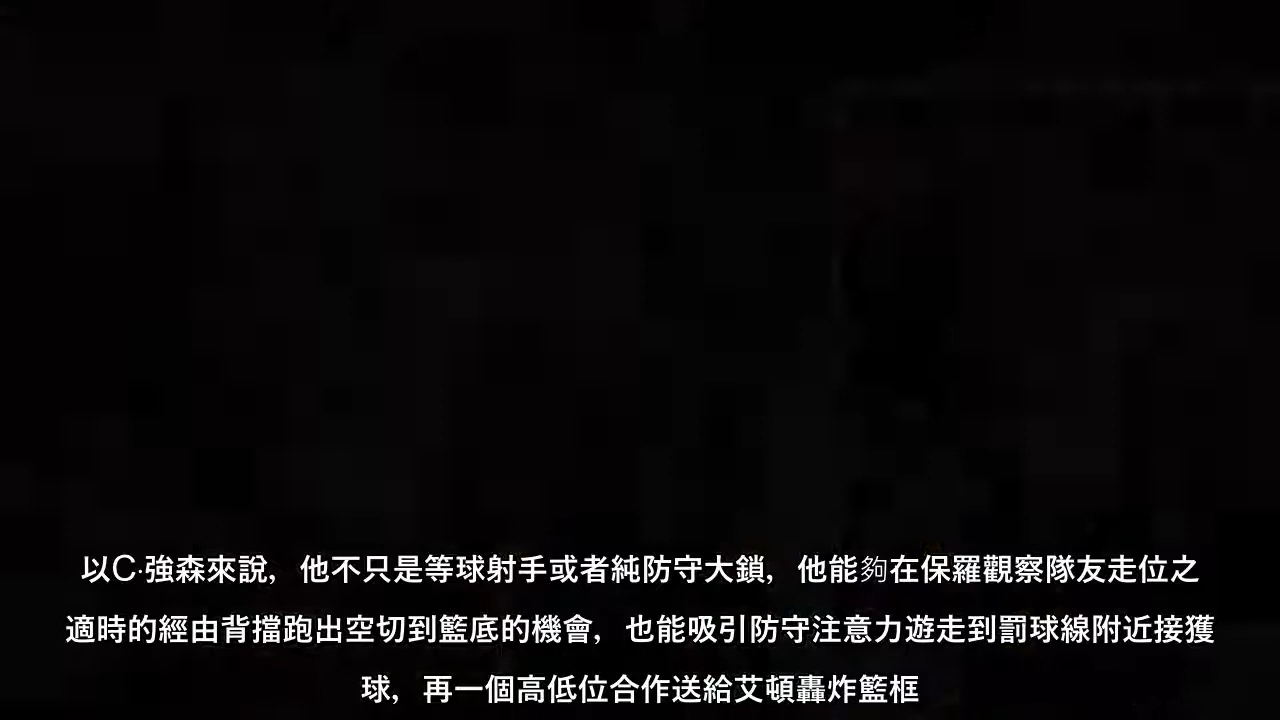 以C·強森來說，他不只是等球射手或者純防守大鎖，他能夠在保羅觀察隊友走位之
適時的經由背擋跑出空切到籃底的機會，也能吸引防守注意力遊走到罰球線附近接獲
球，再一個高低位合作送給艾頓轟炸籃框